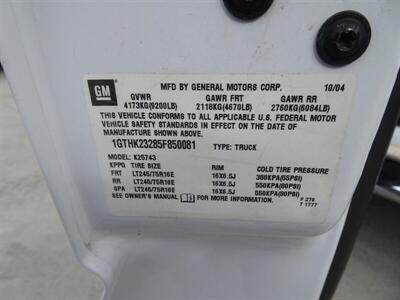 GM
MFD BY GENERAL MOTORS CORP. 10/04
GVWR GAWR FRT GAWR RR
4173KG(9200LB) 2118KG(4670LB) 2760KG(6084LB)
THIS VEHICLE CONFORMS TO ALL APPLICABLE U.S. FEDERAL MOTOR
VEHICLE SAFETY STANDARDS IN EFFECT ON THE DATE OF
MANUFACTURE SHOWN ABOVE.
1GTHK23285F850081 TYPE: TRUCK
MODEL: K25743
KPPG TIRE SIZE RIM COLD TIRE PRESSURE
FRT LT245/75R16E 16X6.5J 380KPA(55PSI)
RR LT245/75R16E 16X6.5J 550KPA(80PSI)
SPA LT245/75R16E 16X6.5J 550KPA(80PSI)
SEE OWNER'S MANUAL FOR MORE INFORMATION.
F 276
T 1777